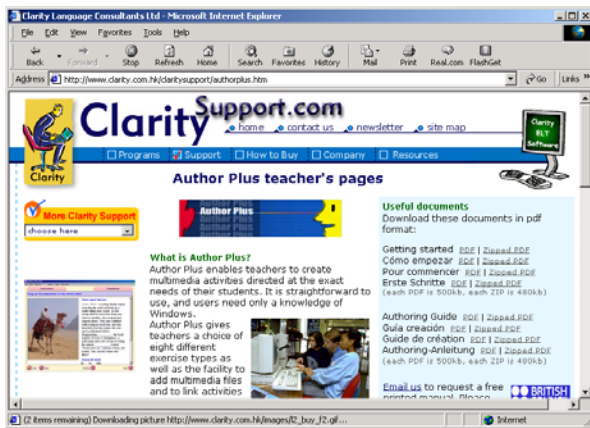 Clarity Language Consultants Ltd - Microsoft Internet Explorer
File Edit View Favorites Tools Help
Back Forward Stop Refresh Home Search Favorites History Mail Print Real.com FlashGet
Address http://www.clarity.com.hk/claritysupport/authorplus.htm Go Links »
Clarity Support.com
home contact us newsletter site map
Clarity ELT Software
Programs Support How to Buy Company Resources
Clarity
Author Plus teacher's pages
More Clarity Support
choose here
Author Plus
What is Author Plus?
Author Plus enables teachers to create
multimedia activities directed at the exact
needs of their students. It is straightforward to
use, and users need only a knowledge of
Windows.
Author Plus gives
teachers a choice of
eight different
exercise types as
well as the facility to
add multimedia files
and to link activities
Useful documents
Download these documents in pdf
format:
Getting started PDF | Zipped PDF
Cómo empezar PDF | Zipped PDF
Pour commencer PDF | Zipped PDF
Erste Schritte PDF | Zipped PDF
(each PDF is 500kb, each ZIP is 480kb)
Authoring Guide PDF | Zipped PDF
Guía creación PDF | Zipped PDF
Guide de création PDF | Zipped PDF
Authoring-Anleitung PDF | Zipped PDF
(each PDF is 500kb, each ZIP is 480kb)
Email us to request a free
printed manual. Please
BRITISH
(2 items remaining) Downloading picture http://www.clarity.com.hk/images/l2_buy_f2.gif... Internet